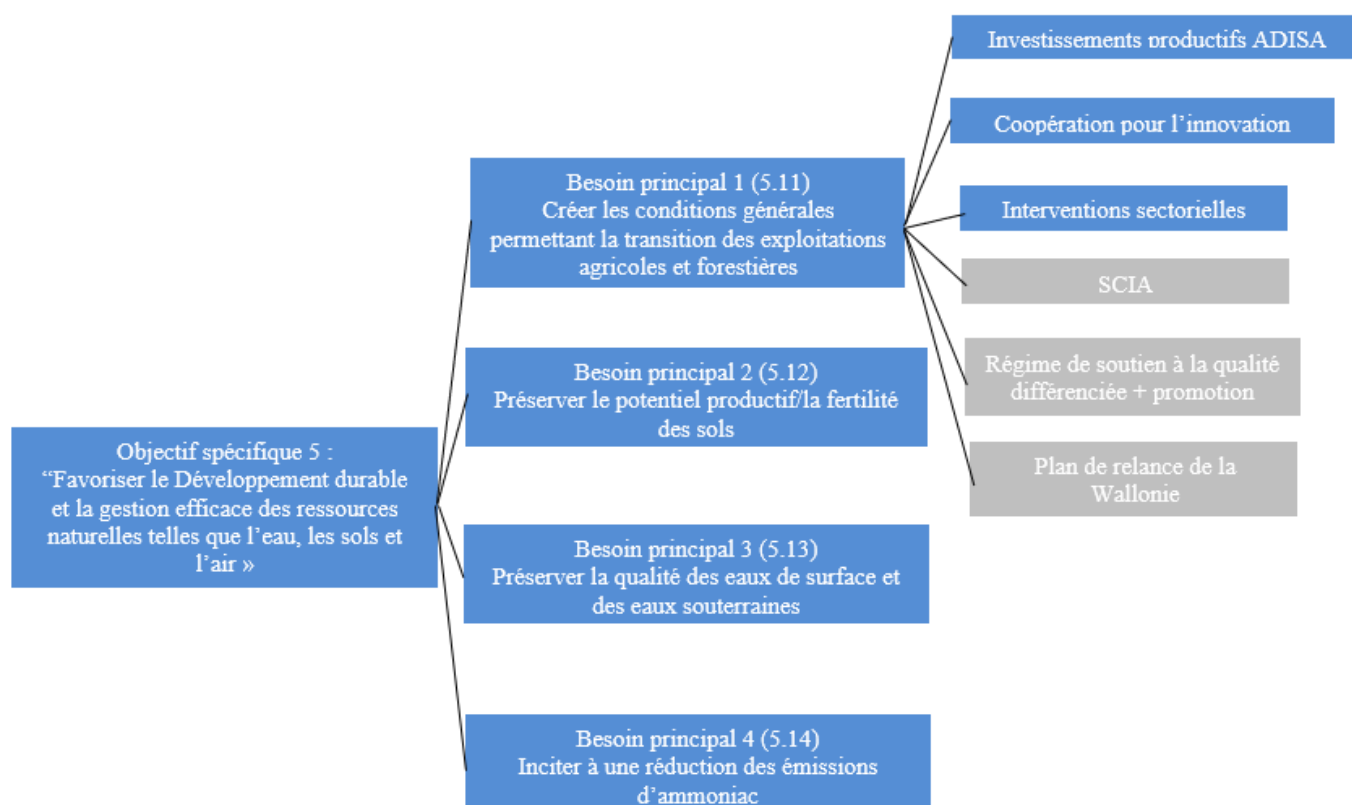 Objectif spécifique 5 :
“Favoriser le Développement durable
et la gestion efficace des ressources
naturelles telles que l’eau, les sols et
l’air »
Besoin principal 1 (5.11)
Créer les conditions générales
permettant la transition des exploitations
agricoles et forestières
Besoin principal 2 (5.12)
Préserver le potentiel productif/la fertilité
des sols
Besoin principal 3 (5.13)
Préserver la qualité des eaux de surface et
des eaux souterraines
Besoin principal 4 (5.14)
Inciter à une réduction des émissions
d’ammoniac
Investissements productifs ADISA
Coopération pour l’innovation
Interventions sectorielles
SCIA
Régime de soutien à la qualité
différenciée + promotion
Plan de relance de la
Wallonie